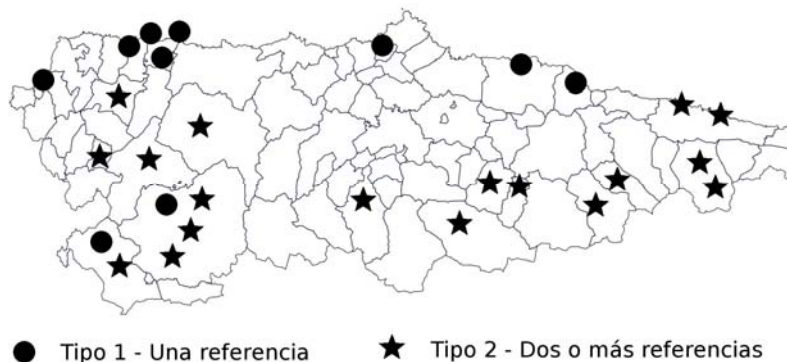 Tipo 1 - Una referencia
Tipo 2 - Dos o más referencias